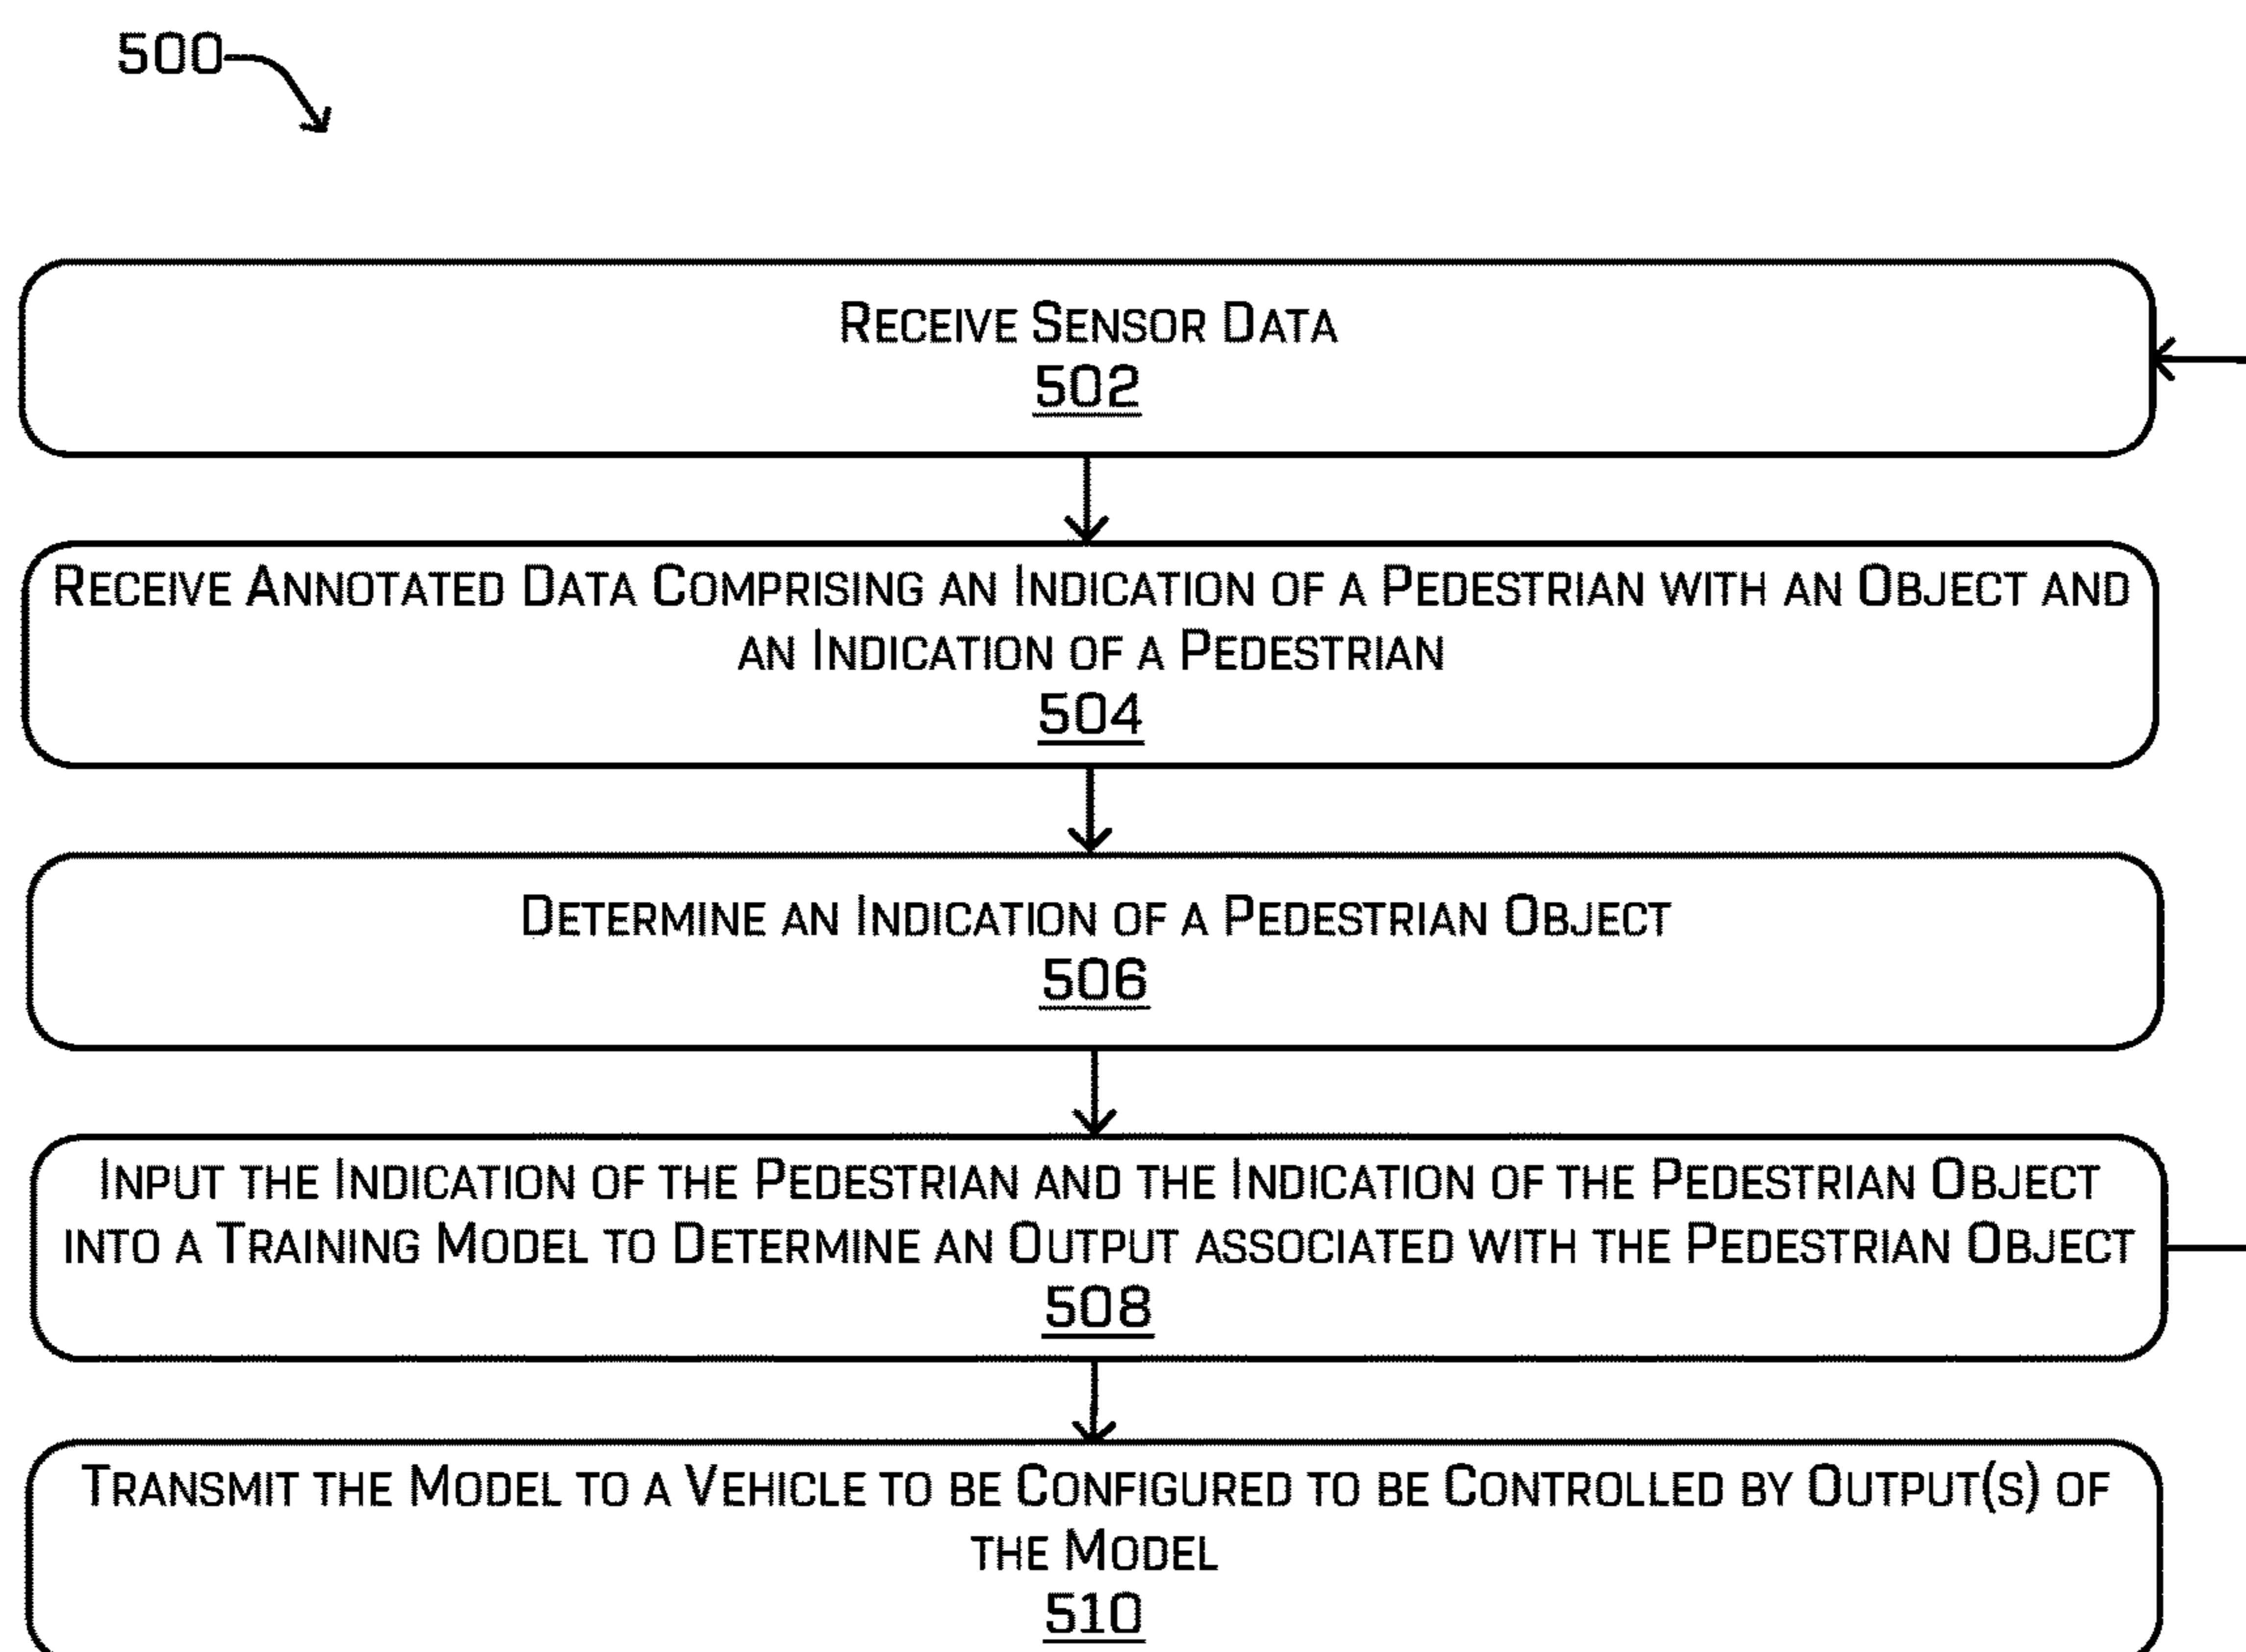 500
Receive Sensor Data
502
Receive Annotated Data Comprising an Indication of a Pedestrian with an Object and
an Indication of a Pedestrian
504
Determine an Indication of a Pedestrian Object
506
Input the Indication of the Pedestrian and the Indication of the Pedestrian Object
into a Training Model to Determine an Output associated with the Pedestrian Object
508
Transmit the Model to a Vehicle to be Configured to be Controlled by Output(s) of
the Model
510